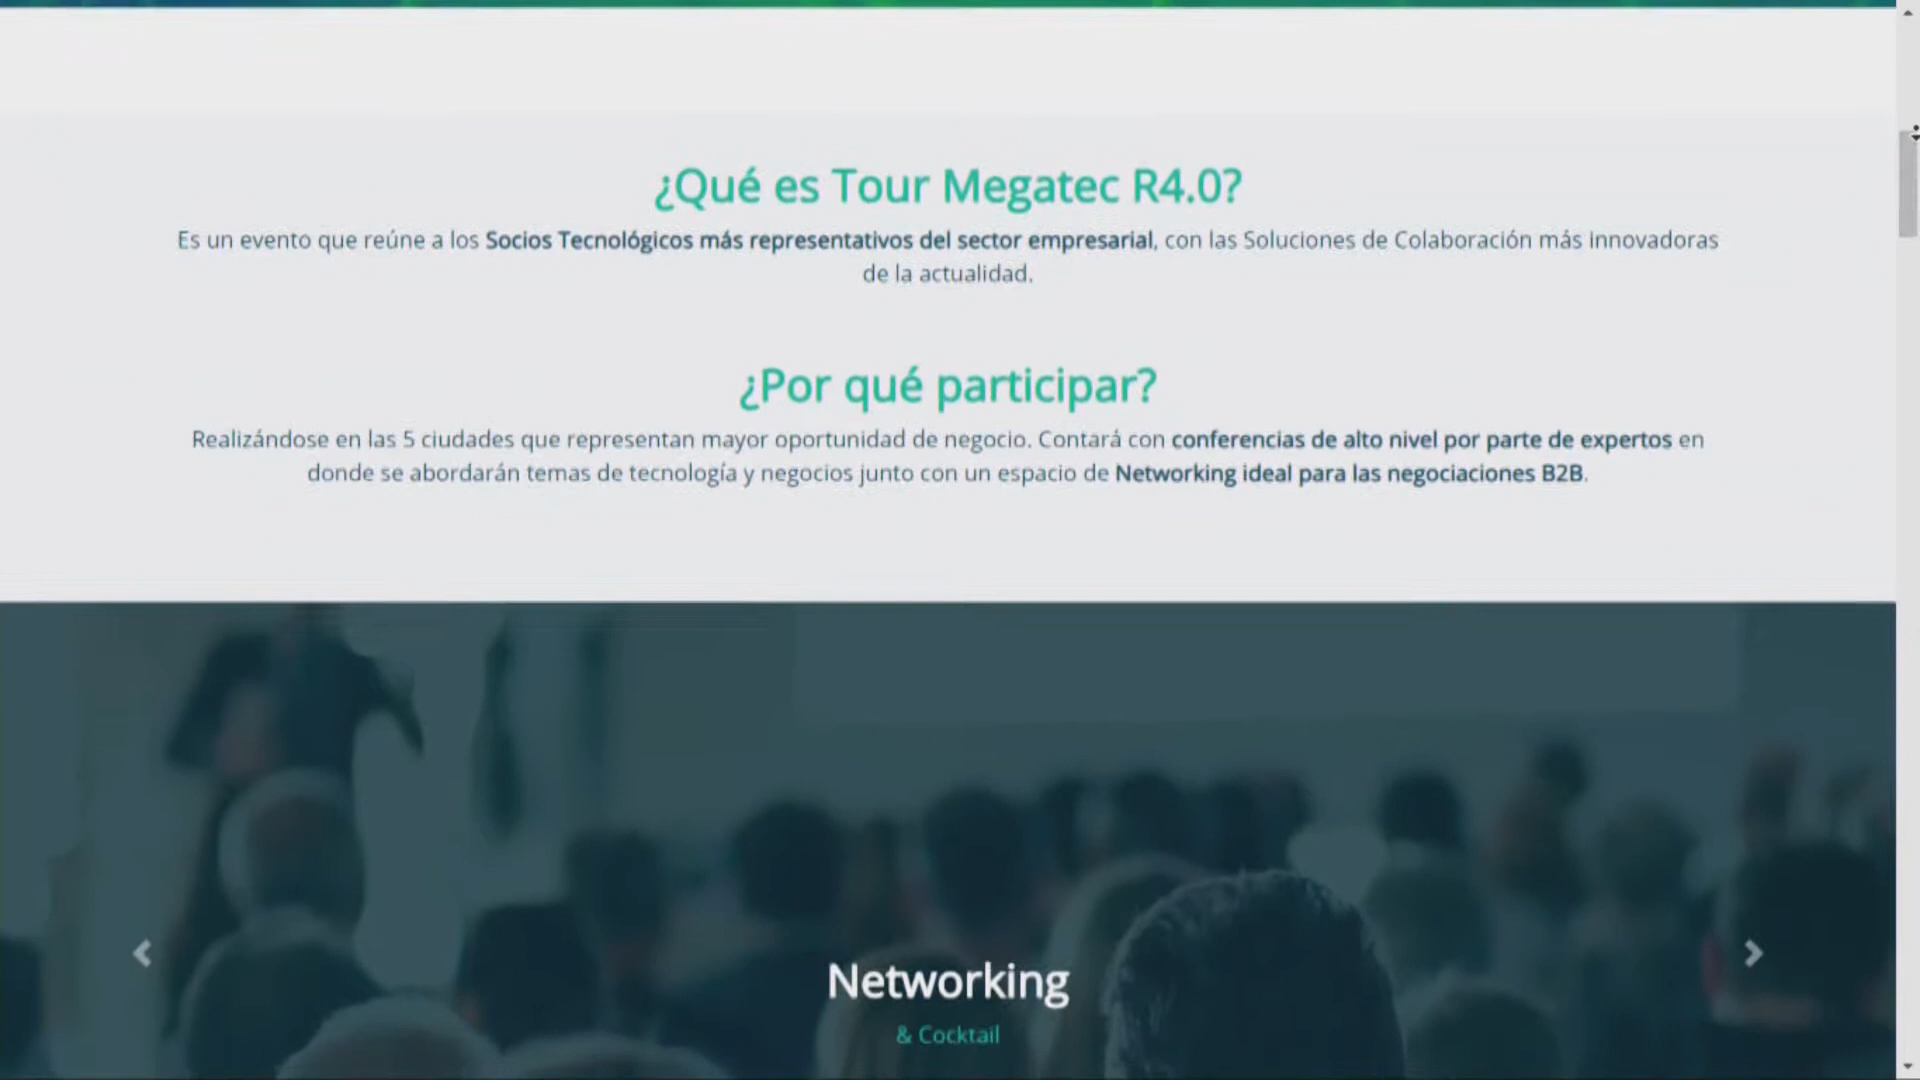 ¿Qué es Tour Megatec R4.0?
Es un evento que reúne a los Socios Tecnológicos más representativos del sector empresarial, con las Soluciones de Colaboración más innovadoras
de la actualidad.
¿Por qué participar?
Realizándose en las 5 ciudades que representan mayor oportunidad de negocio. Contará con conferencias de alto nivel por parte de expertos en
donde se abordarán temas de tecnología y negocios junto con un espacio de Networking ideal para las negociaciones B2B.
Networking
& Cocktail